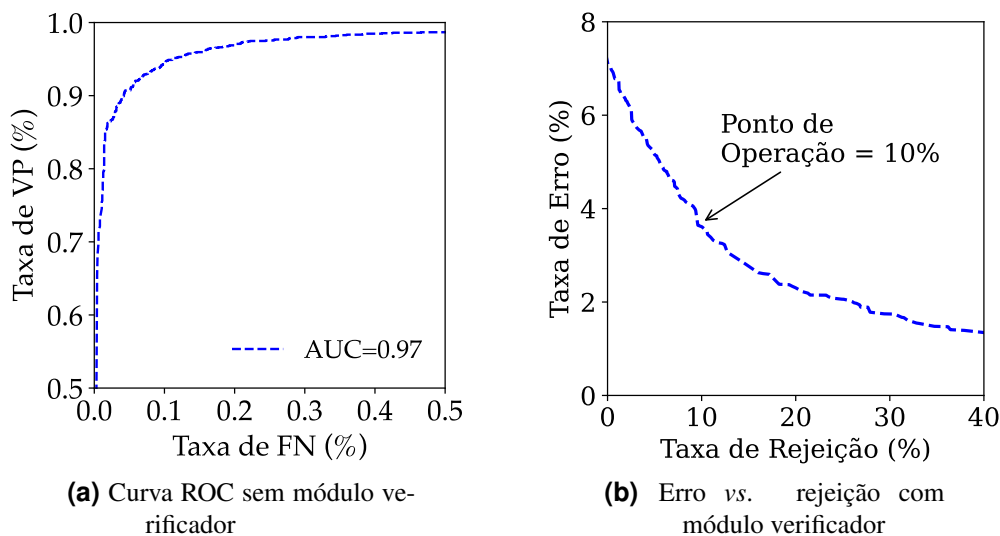 1.0
0.9
0.8
0.7
0.6
0.5
Taxa de VP (%)
AUC=0.97
0.0 0.1 0.2 0.3 0.4 0.5
Taxa de FN (%)
(a) Curva ROC sem módulo ve-
rificador
8
6
4
2
0
Taxa de Erro (%)
Ponto de
Operação = 10%
0 10 20 30 40
Taxa de Rejeição (%)
(b) Erro vs. rejeição com
módulo verificador